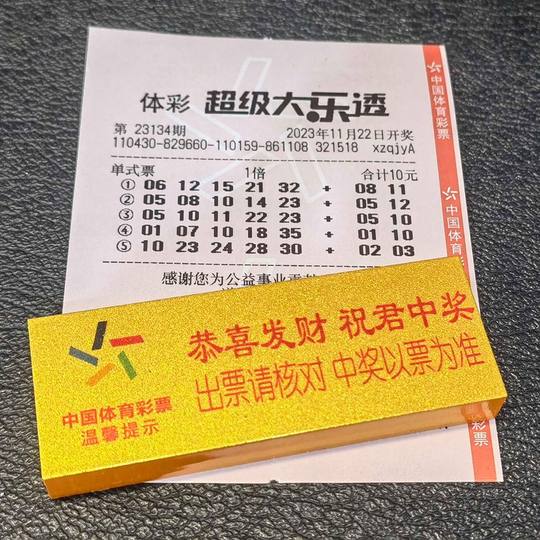 体彩 超级大乐透
第 23134期 2023年11月22日开奖
110430-829660-110159-861108 321518 xzqjyA
单式票 1倍 合计10元
① 06 12 15 21 32 + 08 11
② 05 08 10 14 23 + 05 12
③ 05 10 11 22 23 + 05 10
④ 01 07 10 18 35 + 01 10
⑤ 10 23 24 28 30 + 02 03
感谢您为公益事业贡
中国体育彩票
中国体育彩票
彩票
恭喜发财 祝君中奖
出票请核对 中奖以票为准
中国体育彩票
温馨提示